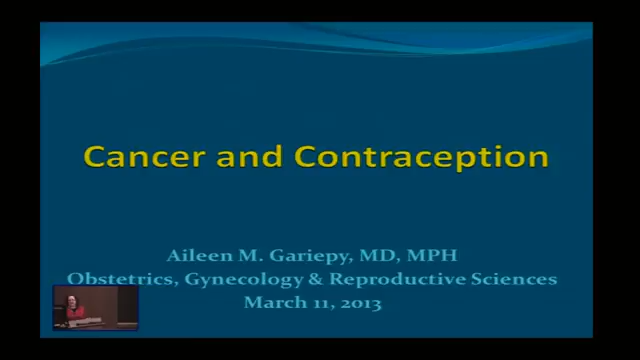 Cancer and Contraception
Aileen M. Gariepy, MD, MPH
Obstetrics, Gynecology & Reproductive Sciences
March 11, 2013